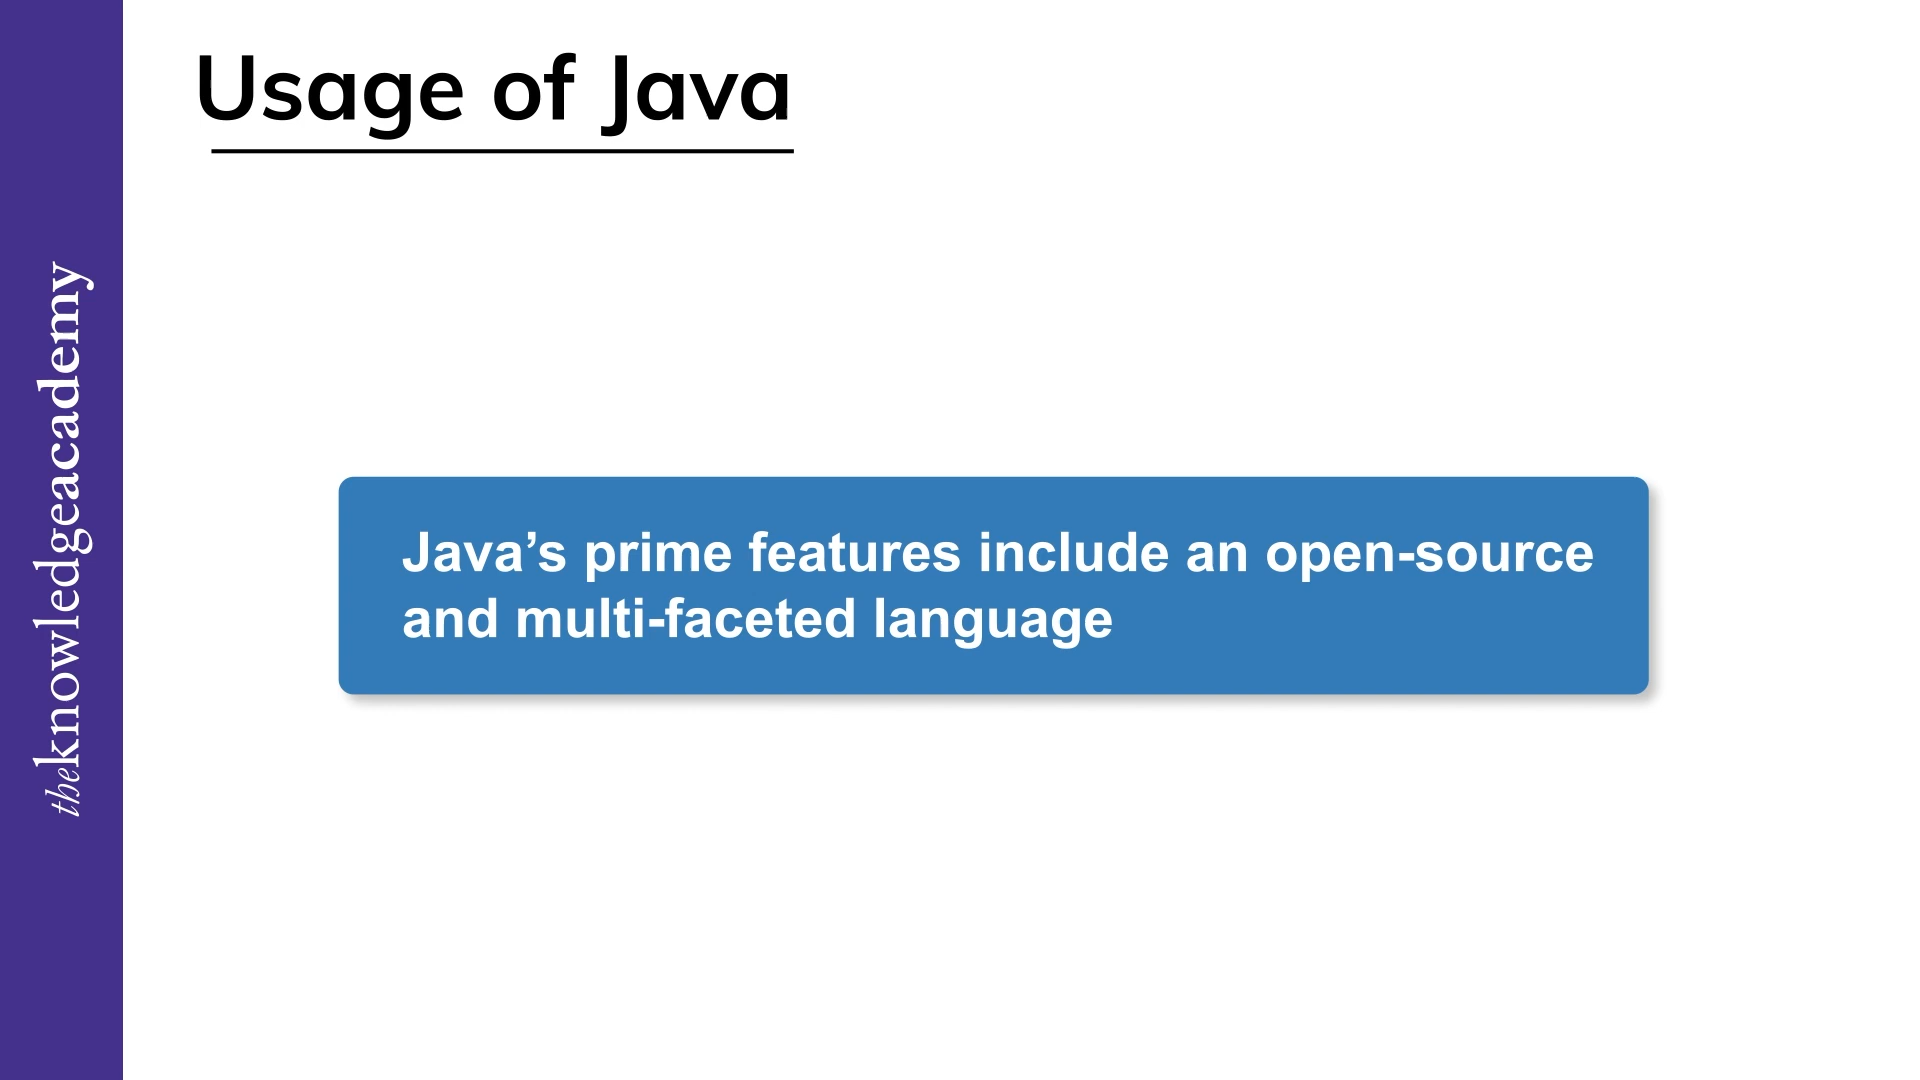 Usage of Java
Java’s prime features include an open-source
and multi-faceted language
theknowledgeacademy